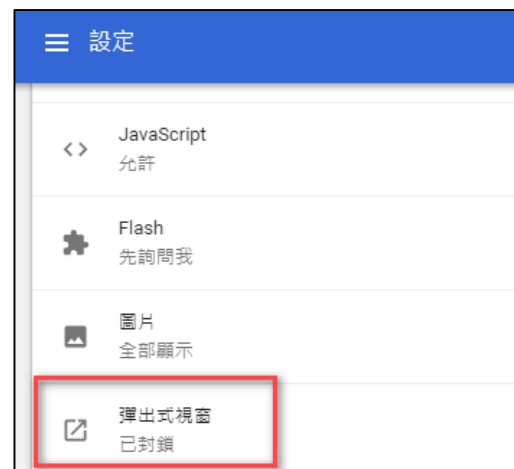 設定
JavaScript
允許
Flash
先詢問我
圖片
全部顯示
彈出式視窗
已封鎖